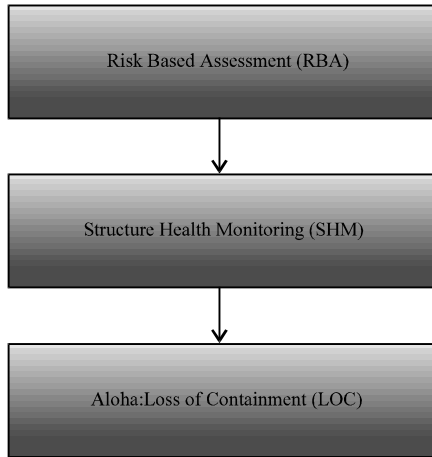 Risk Based Assessment (RBA)
Structure Health Monitoring (SHM)
Aloha:Loss of Containment (LOC)